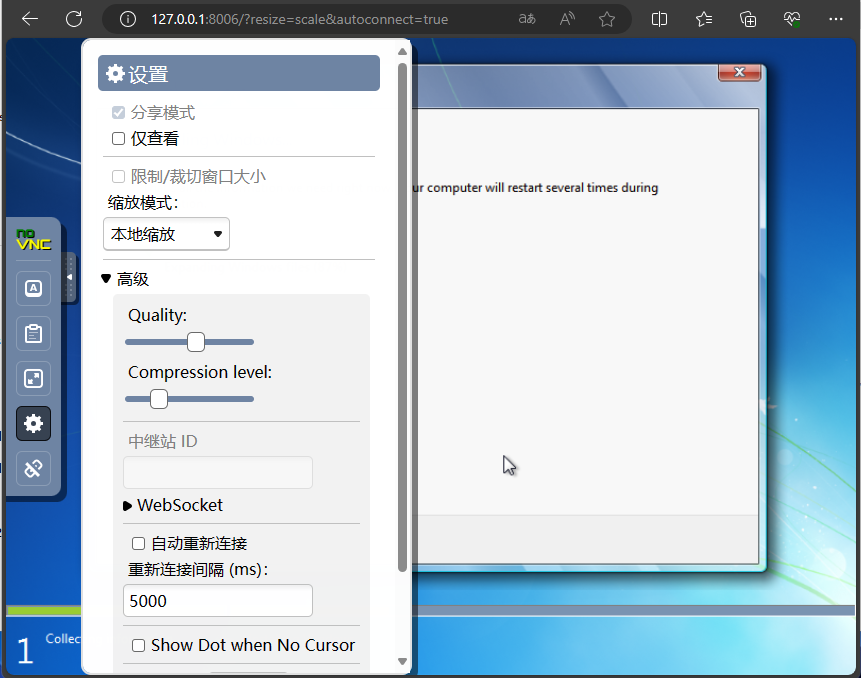 127.0.0.1:8006/?resize=scale&autoconnect=true
设置
分享模式
仅查看
限制/裁切窗口大小
缩放模式:
本地缩放
高级
Quality:
Compression level:
中继站 ID
WebSocket
自动重新连接
重新连接间隔 (ms):
5000
Show Dot when No Cursor
no
VNC
A
ur computer will restart several times during
1
Collec